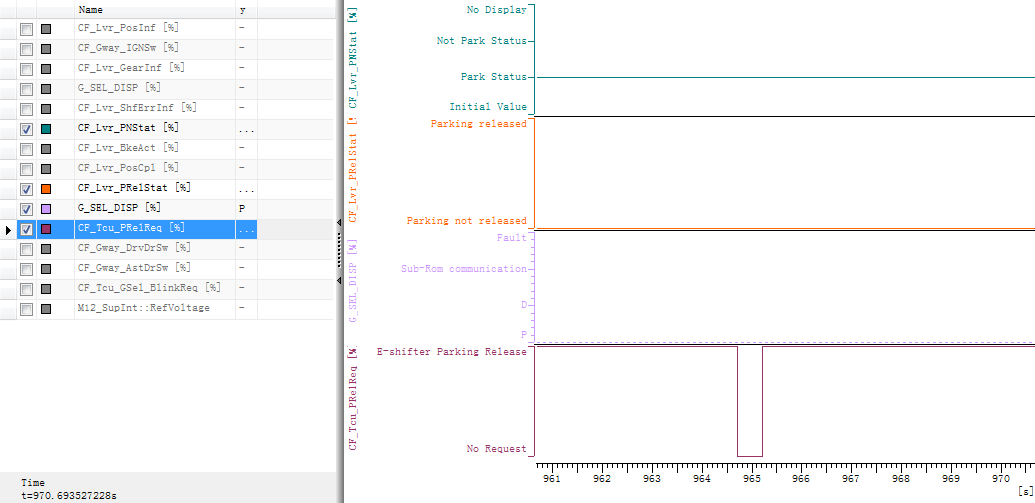 Name y
CF_Lvr_PosInf [%] -
CF_Gway_IGNSw [%] -
CF_Lvr_GearInf [%] -
G_SEL_DISP [%] -
CF_Lvr_ShfErrInf [%] -
CF_Lvr_PNStat [%] ...
CF_Lvr_BkeAct [%] -
CF_Lvr_PosCpl [%] -
CF_Lvr_PRelStat [%] ...
G_SEL_DISP [%] P
CF_Tcu_PRelReq [%] ...
CF_Gway_DrvDrSw [%] -
CF_Gway_AstDrSw [%] -
CF_Tcu_GSel_BlinkReq [%] -
Mi2_SupInt::RefVoltage -
Time
t=970.693527228s
CF_Lvr_PNStat [%]
No Display
Not Park Status
Park Status
Initial Value
CF_Lvr_PRelStat
Parking released
Parking not released
G_SEL_DISP [%]
Fault
Sub-Rom communication
D
P
CF_Tcu_PRelReq [%]
E-shifter Parking Release
No Request
961 962 963 964 965 966 967 968 969 970
[s]